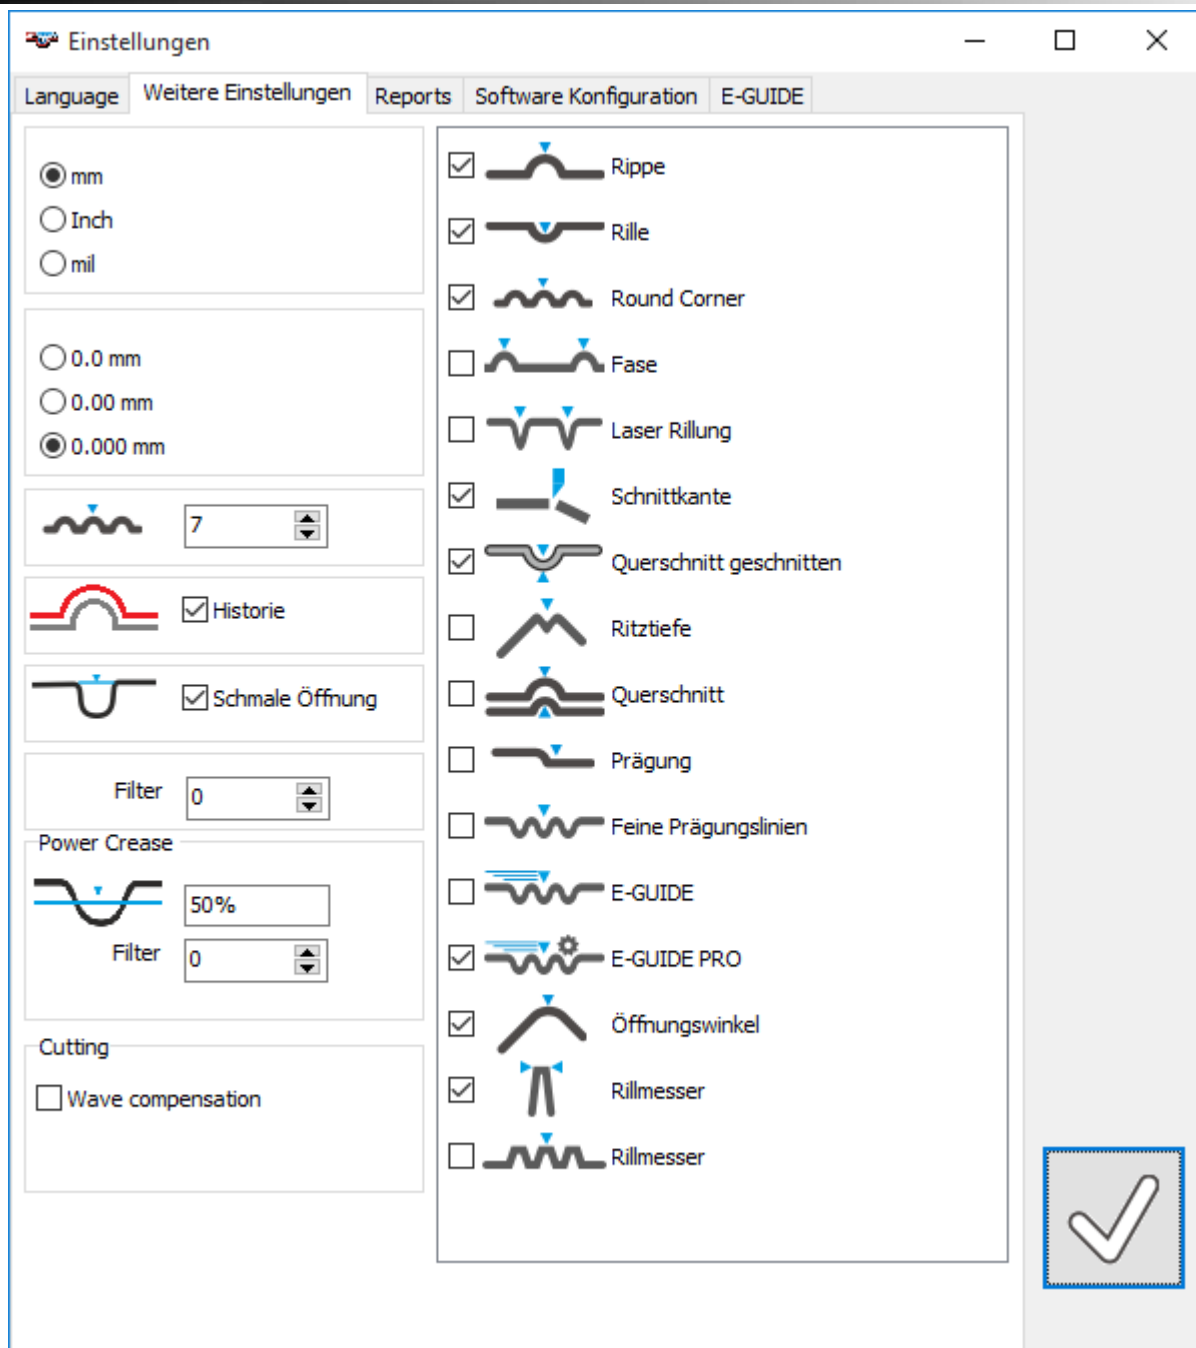 Einstellungen
Language Weitere Einstellungen Reports Software Konfiguration E-GUIDE
mm
Inch
mil
0.0 mm
0.00 mm
0.000 mm
7
Historie
Schmale Öffnung
Filter 0
Power Crease
50%
Filter 0
Cutting
Wave compensation
Rippe
Rille
Round Corner
Fase
Laser Rillung
Schnittkante
Querschnitt geschnitten
Ritztiefe
Querschnitt
Prägung
Feine Prägungslinien
E-GUIDE
E-GUIDE PRO
Öffnungswinkel
Rillmesser
Rillmesser